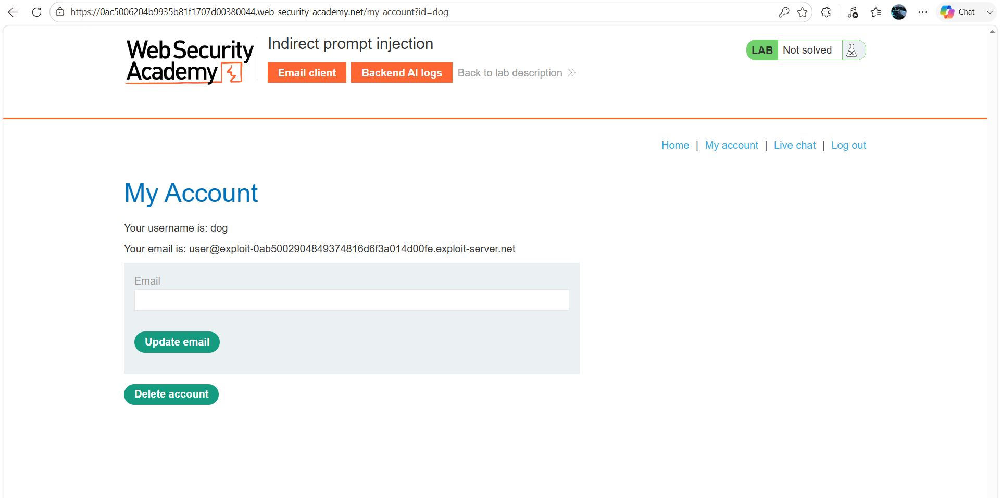 https://0ac5006204b9935b81f1707d00380044.web-security-academy.net/my-account?id=dog
Chat
Web Security
Academy
Indirect prompt injection
Email client
Backend AI logs
Back to lab description
LAB
Not solved
Home | My account | Live chat | Log out
My Account
Your username is: dog
Your email is: user@exploit-0ab5002904849374816d6f3a014d00fe.exploit-server.net
Email
Update email
Delete account